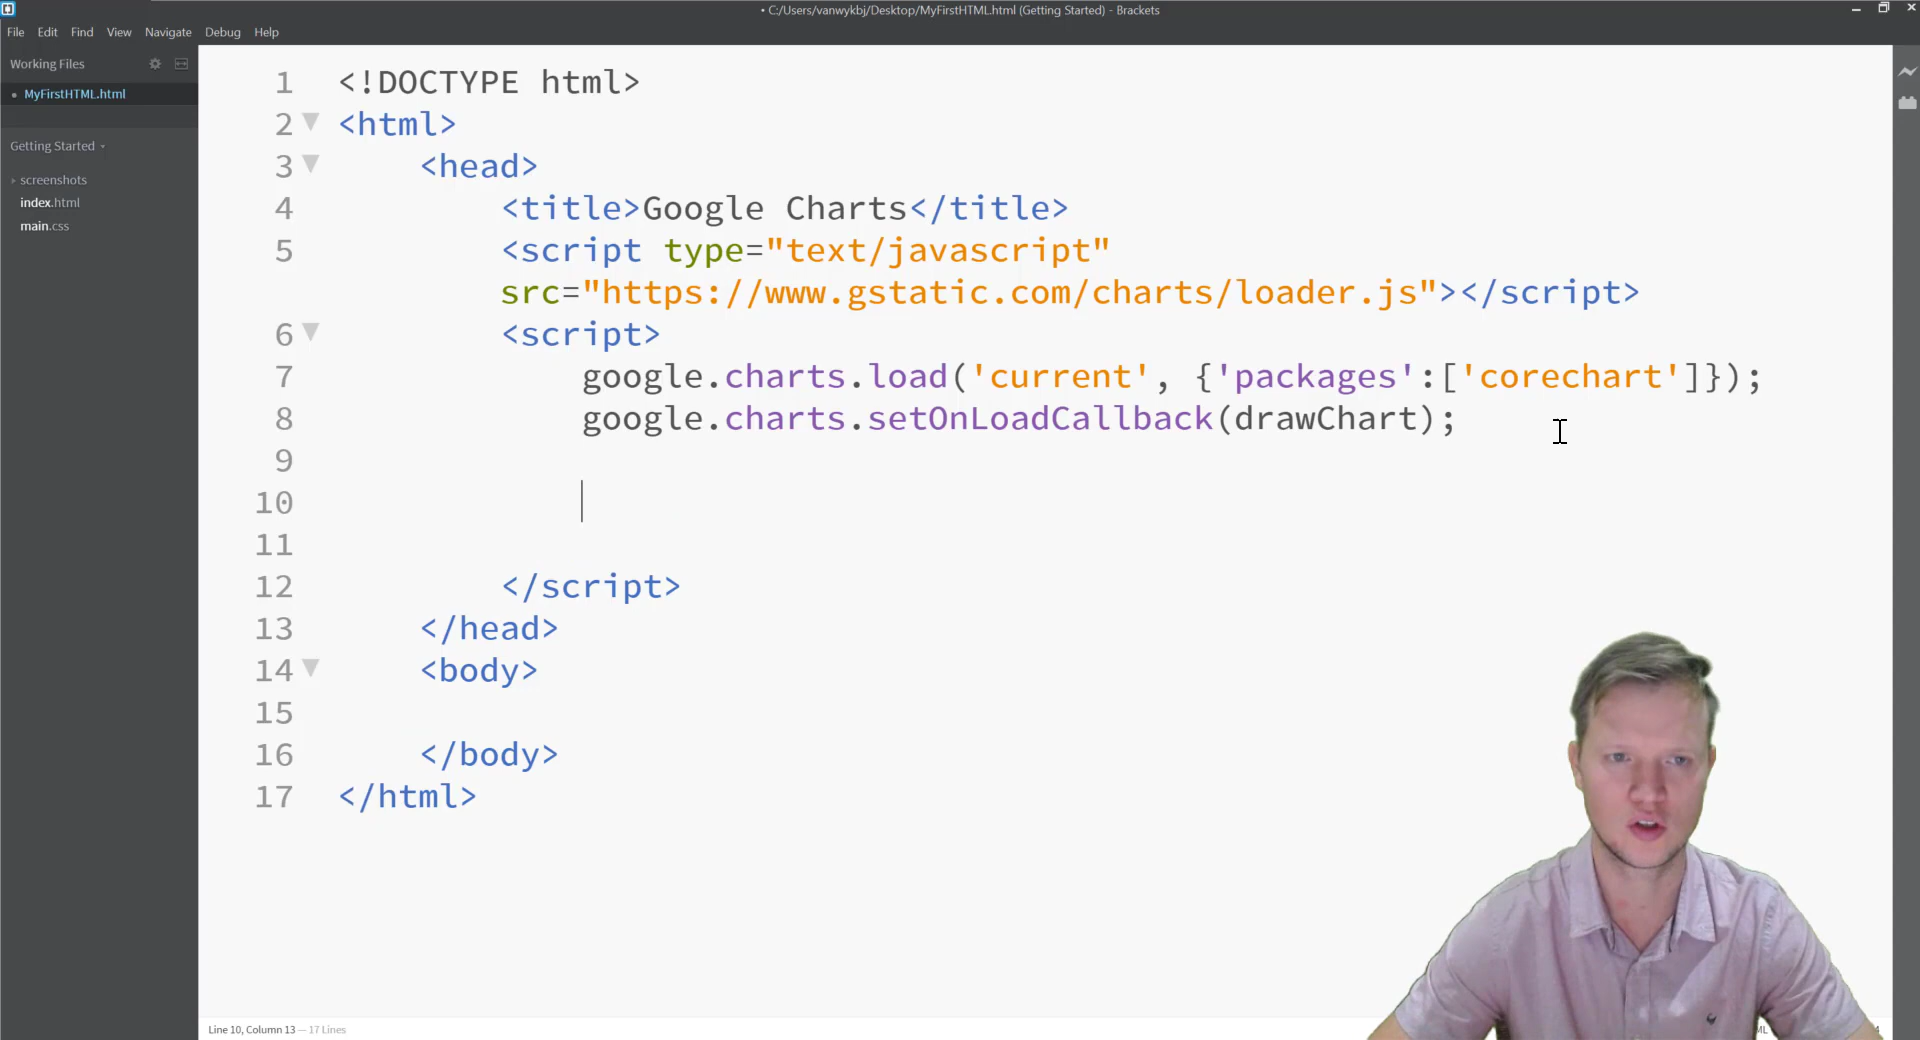 • C:/Users/vanwykbj/Desktop/MyFirstHTML.html (Getting Started) - Brackets
File Edit Find View Navigate Debug Help
Working Files
• MyFirstHTML.html
Getting Started
screenshots
index.html
main.css
1 <!DOCTYPE html>
2 <html>
3 <head>
4 <title>Google Charts</title>
5 <script type="text/javascript"
src="https://www.gstatic.com/charts/loader.js"></script>
6 <script>
7 google.charts.load('current', {'packages':['corechart']});
8 google.charts.setOnLoadCallback(drawChart);
9
10
11
12 </script>
13 </head>
14 <body>
15
16 </body>
17 </html>
Line 10, Column 13 — 17 Lines